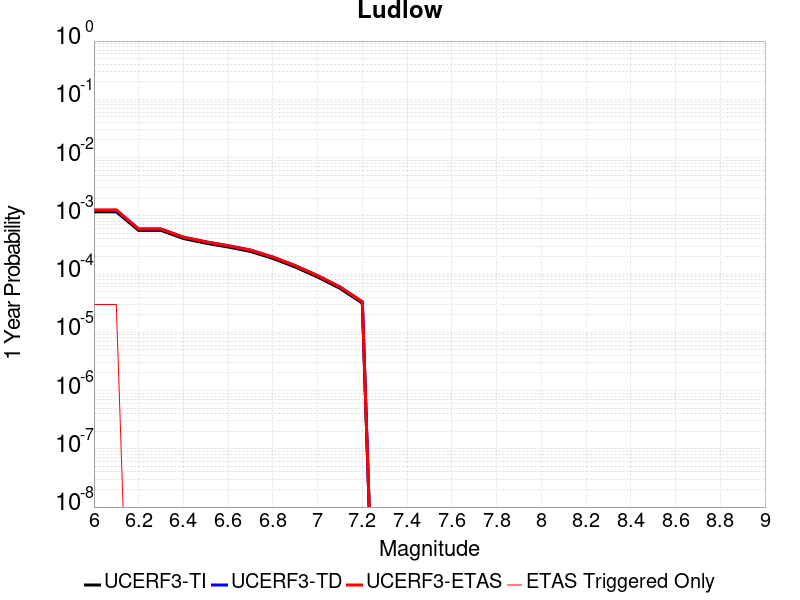 Ludlow
10^0
10^-1
10^-2
10^-3
10^-4
10^-5
10^-6
10^-7
10^-8
1 Year Probability
6 6.2 6.4 6.6 6.8 7 7.2 7.4 7.6 7.8 8 8.2 8.4 8.6 8.8 9
Magnitude
UCERF3-TI UCERF3-TD UCERF3-ETAS ETAS Triggered Only